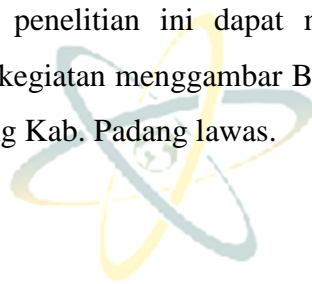 penelitian ini dapat
kegiatan menggambar B
g Kab. Padang lawas.